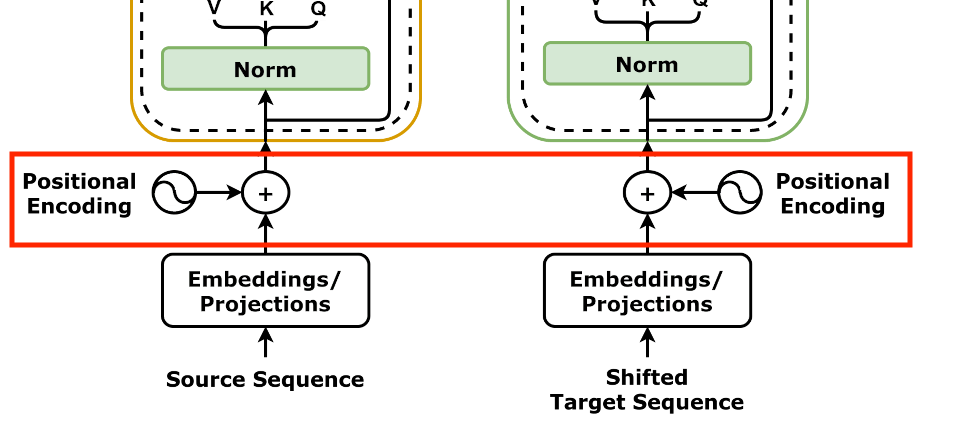 V K Q
Norm
Positional
Encoding
+
Embeddings/
Projections
Source Sequence
V K Q
Norm
+
Positional
Encoding
Embeddings/
Projections
Shifted
Target Sequence